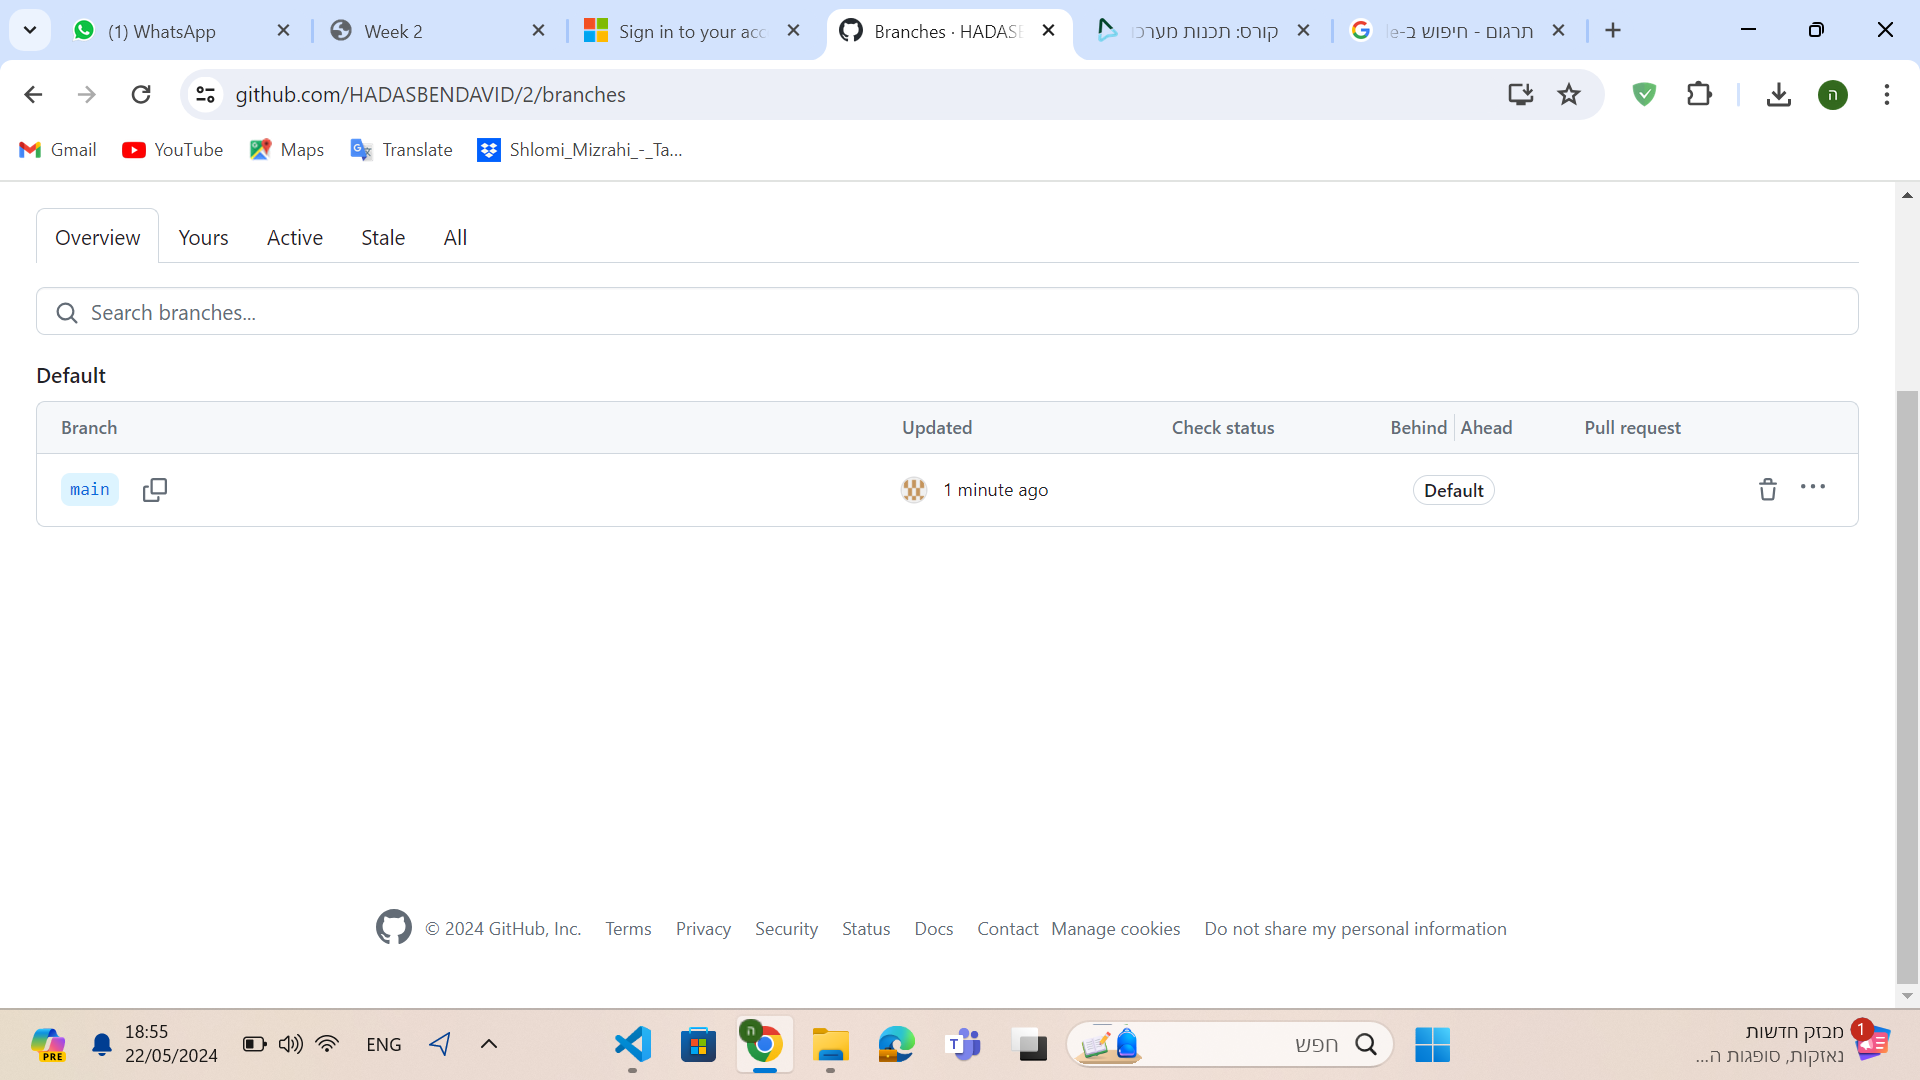 (1) WhatsApp
Week 2
Sign in to your acc
Branches · HADASE
קורס: תכנות מערכו
תרגום - חיפוש ב-le
github.com/HADASBENDAVID/2/branches
ה
Gmail
YouTube
Maps
Translate
Shlomi_Mizrahi_-_Ta...
Overview
Yours
Active
Stale
All
Search branches...
Default
Branch
Updated
Check status
Behind
Ahead
Pull request
main
1 minute ago
Default
© 2024 GitHub, Inc.
Terms
Privacy
Security
Status
Docs
Contact
Manage cookies
Do not share my personal information
PRE
18:55
22/05/2024
ENG
ה
T
חפש
מבזק חדשות
נאזקות, סופגות ה...
1